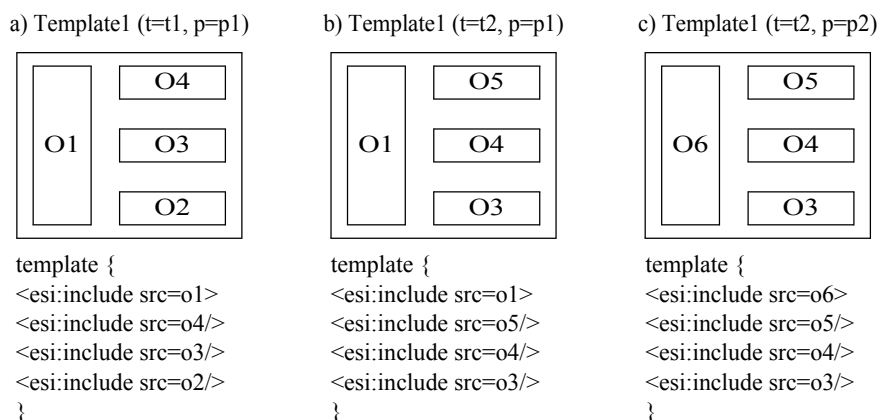 a) Template1 (t=t1, p=p1)
O1
O4
O3
O2
template {
<esi:include src=o1>
<esi:include src=o4/>
<esi:include src=o3/>
<esi:include src=o2/>
}
b) Template1 (t=t2, p=p1)
O1
O5
O4
O3
template {
<esi:include src=o1>
<esi:include src=o5/>
<esi:include src=o4/>
<esi:include src=o3/>
}
c) Template1 (t=t2, p=p2)
O6
O5
O4
O3
template {
<esi:include src=o6>
<esi:include src=o5/>
<esi:include src=o4/>
<esi:include src=o3/>
}